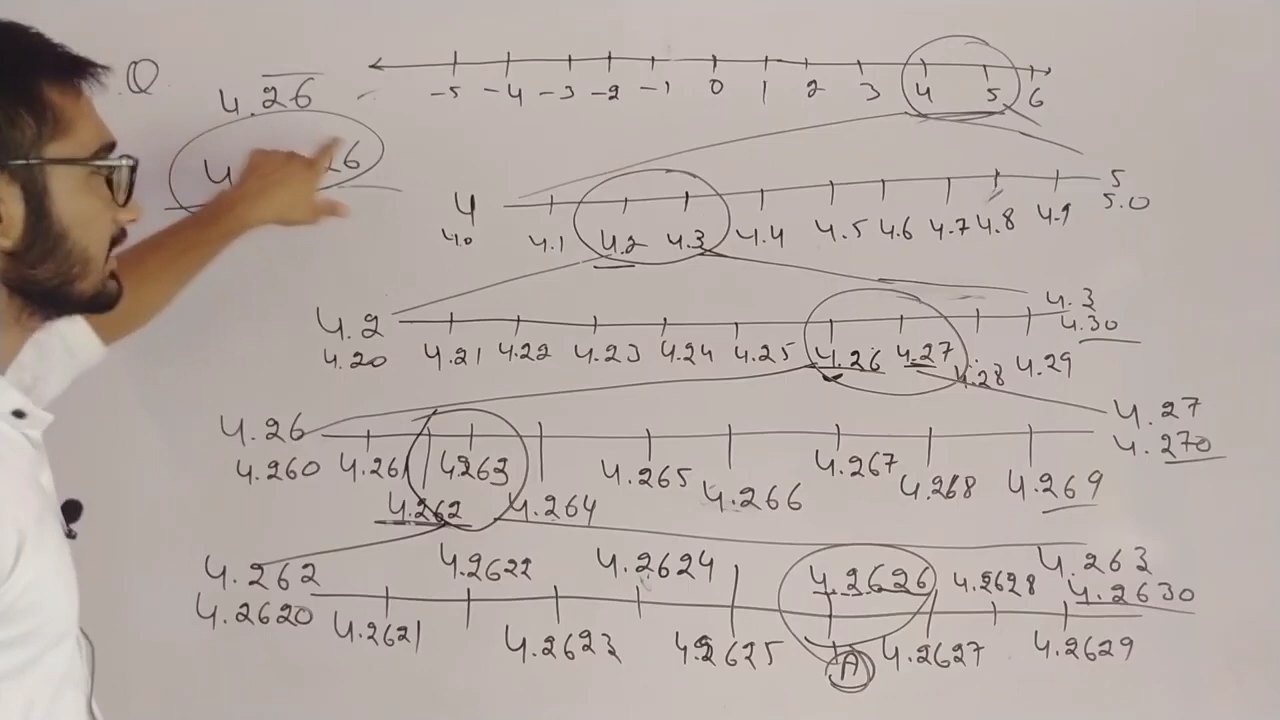 Q. 4.2̅6̅
4 26
-5 -4 -3 -2 -1 0 1 2 3 4 5 6
4 5
4.0 4.1 4.2 4.3 4.4 4.5 4.6 4.7 4.8 4.9 5.0
4.2 4.3
4.20 4.21 4.22 4.23 4.24 4.25 4.26 4.27 4.28 4.29 4.30
4.26 4.27
4.260 4.261 4.262 4.263 4.264 4.265 4.266 4.267 4.268 4.269 4.270
4.262 4.2622 4.2624 4.2626 4.2628 4.263
4.2620 4.2621 4.2623 4.2625 4.2627 4.2629 4.2630
A